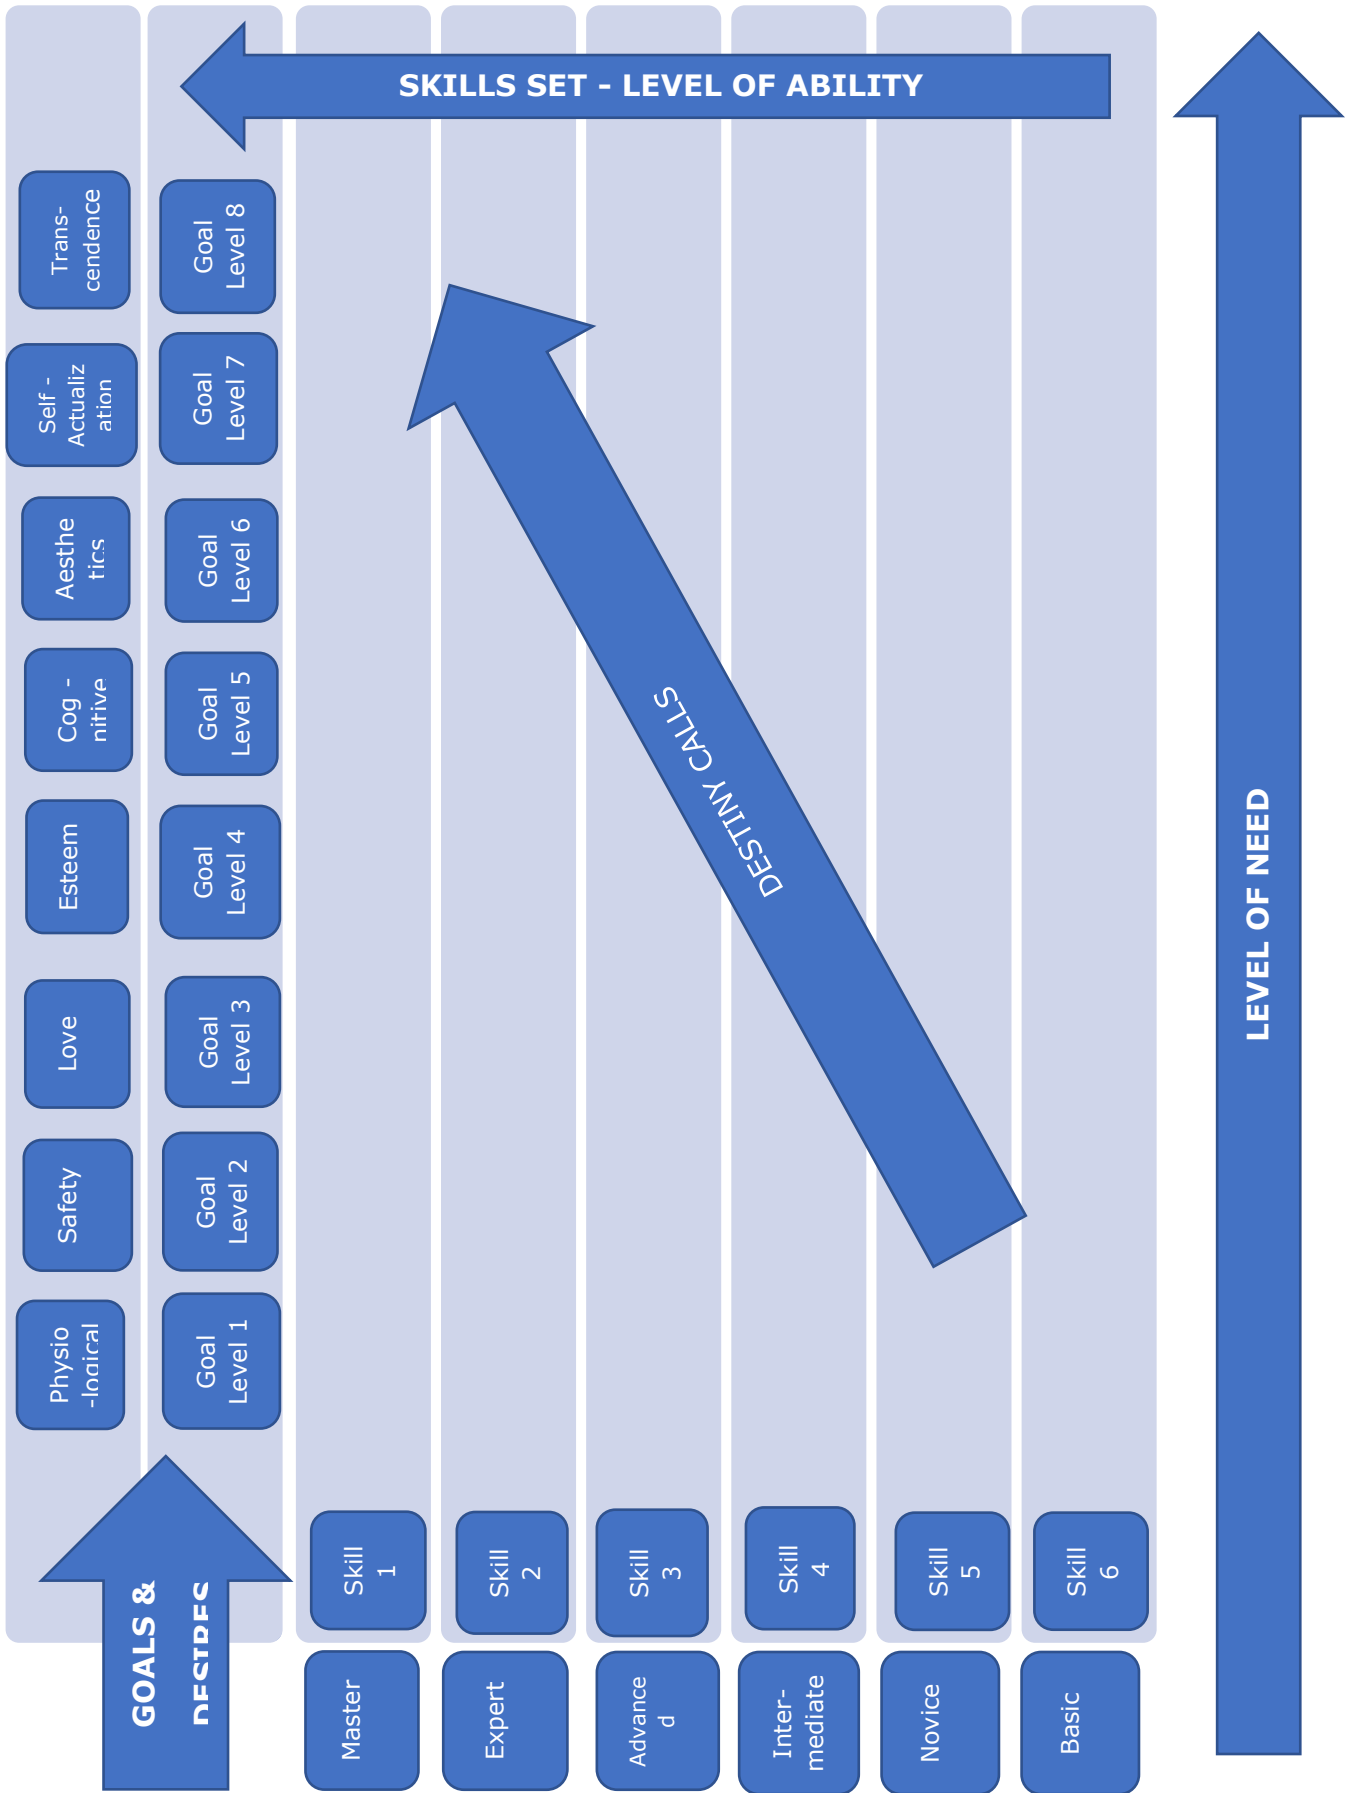 SKILLS SET – LEVEL OF ABILITY
Trans-
cendence
Goal
Level 8
Self -
Actualiz
ation
Goal
Level 7
Aesthe
tics
Goal
Level 6
Cog -
nitive
Goal
Level 5
Esteem
Goal
Level 4
Love
Goal
Level 3
Safety
Goal
Level 2
Physio
-logical
Goal
Level 1
DESTINY CALLS
LEVEL OF NEED
GOALS &
DESIRES
Skill
1
Skill
2
Skill
3
Skill
4
Skill
5
Skill
6
Master
Expert
Advance
d
Inter-
mediate
Novice
Basic